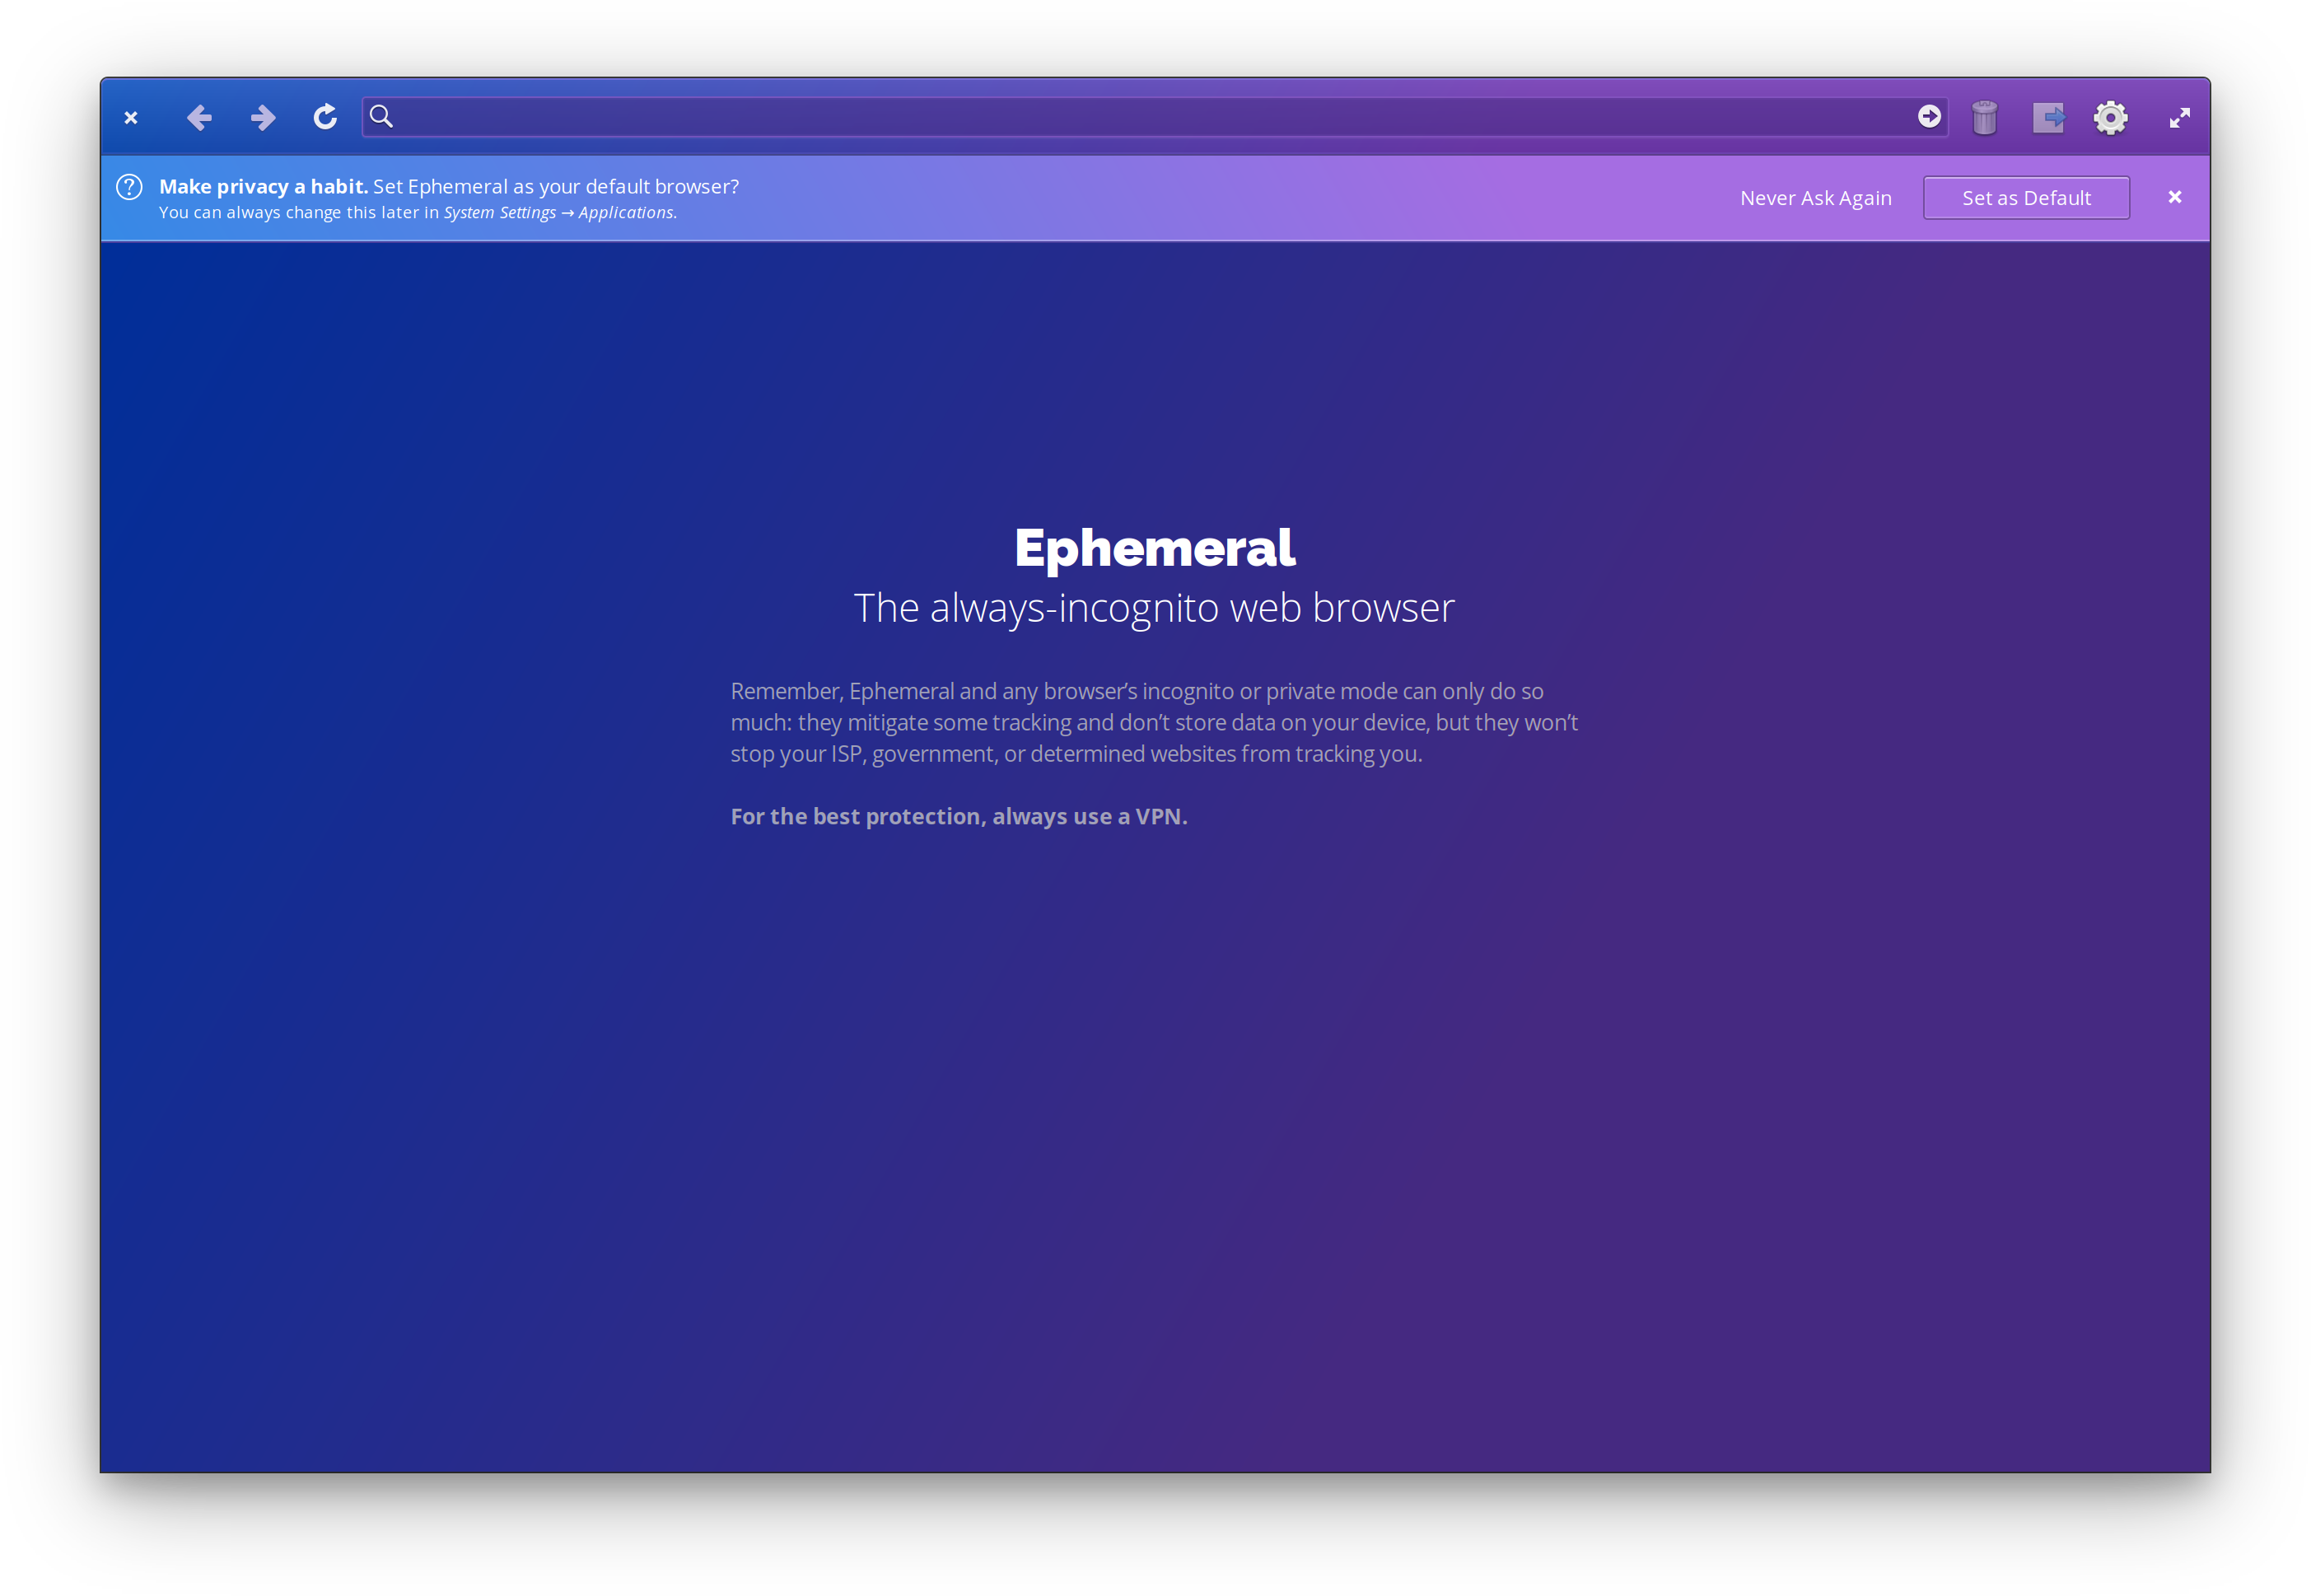 Make privacy a habit. Set Ephemeral as your default browser?
You can always change this later in System Settings → Applications.
Never Ask Again
Set as Default
Ephemeral
The always-incognito web browser
Remember, Ephemeral and any browser’s incognito or private mode can only do so
much: they mitigate some tracking and don’t store data on your device, but they won’t
stop your ISP, government, or determined websites from tracking you.
For the best protection, always use a VPN.